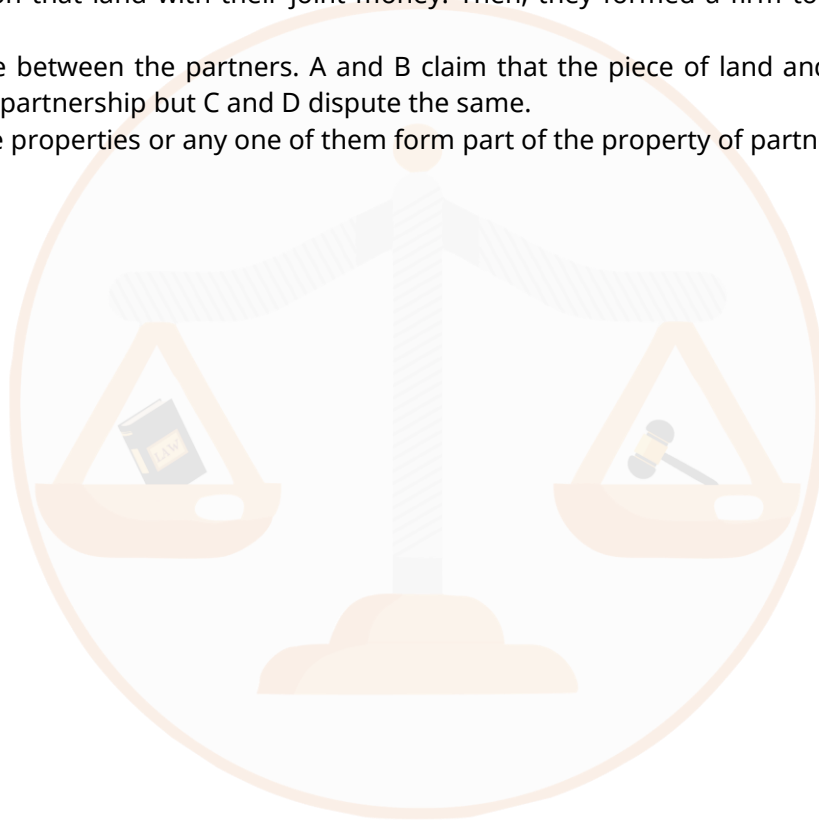 on that land with their joint money. Then, they formed a firm to
e between the partners. A and B claim that the piece of land and
partnership but C and D dispute the same.
e properties or any one of them form part of the property of partn
LAW